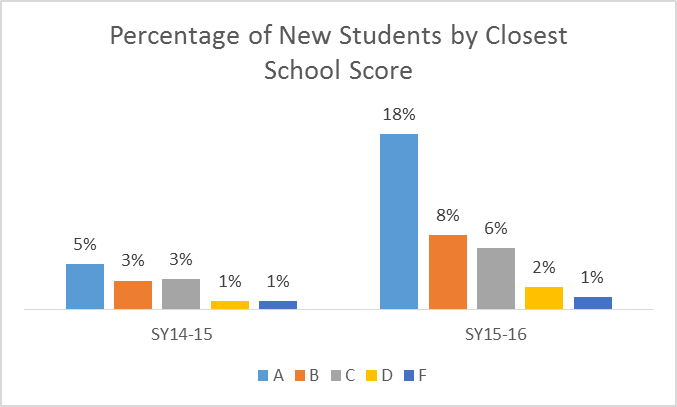 Percentage of New Students by Closest
School Score
18%
8%
6%
5%
3%
3%
2%
1%
1%
1%
SY14-15
SY15-16
A B C D F